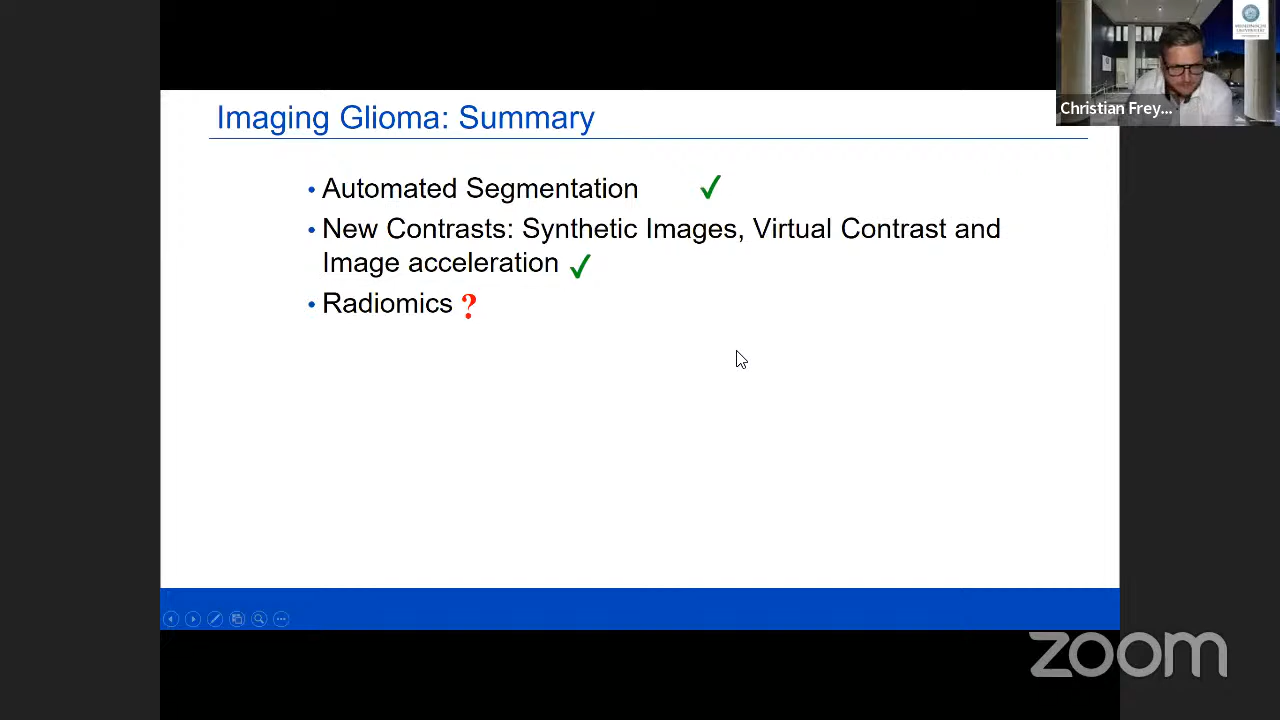 Imaging Glioma: Summary
• Automated Segmentation ✓
• New Contrasts: Synthetic Images, Virtual Contrast and
Image acceleration ✓
• Radiomics ?
Christian Frey...
zoom